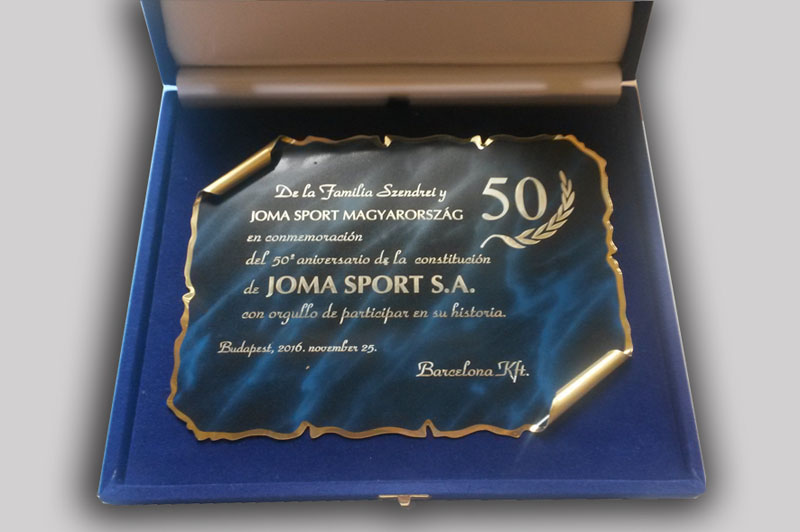 De la Familia Szendrei y
50
JOMA SPORT MAGYARORSZÁG
en conmemoración
del 50º aniversario de la constitución
de JOMA SPORT S.A.
con orgullo de participar en su historia.
Budapest, 2016. november 25.
Barcelona Kft.